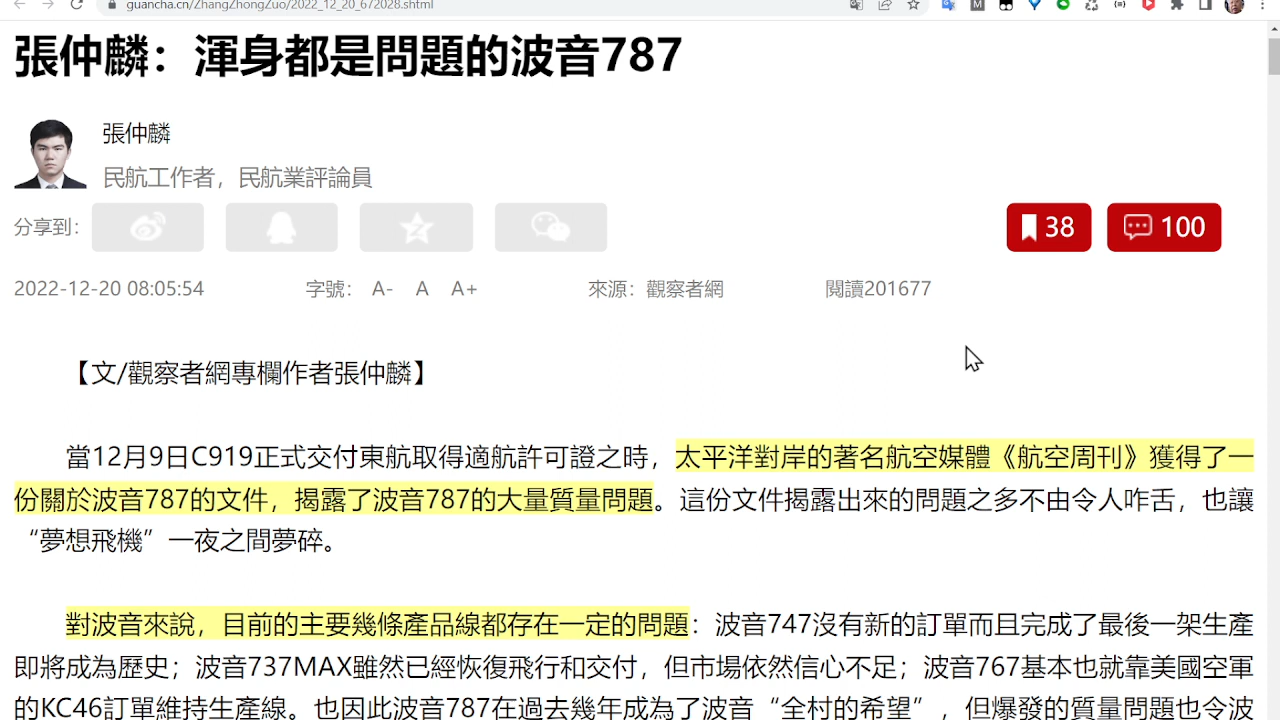 guancha.cn/ZhangZhongZuo/2022_12_20_672028.shtml
張仲麟：渾身都是問題的波音787
張仲麟
民航工作者，民航業評論員
分享到：
38
100
2022-12-20 08:05:54
字號： A- A A+
來源：觀察者網
閱讀201677
【文/觀察者網專欄作者張仲麟】
當12月9日C919正式交付東航取得適航許可證之時，太平洋對岸的著名航空媒體《航空周刊》獲得了一
份關於波音787的文件，揭露了波音787的大量質量問題。這份文件揭露出來的問題之多不由令人咋舌，也讓
“夢想飛機”一夜之間夢碎。
對波音來說，目前的主要幾條產品線都存在一定的問題：波音747沒有新的訂單而且完成了最後一架生產
即將成為歷史；波音737MAX雖然已經恢復飛行和交付，但市場依然信心不足；波音767基本也就靠美國空軍
的KC46訂單維持生產線。也因此波音787在過去幾年成為了波音“全村的希望”，但爆發的質量問題也令波